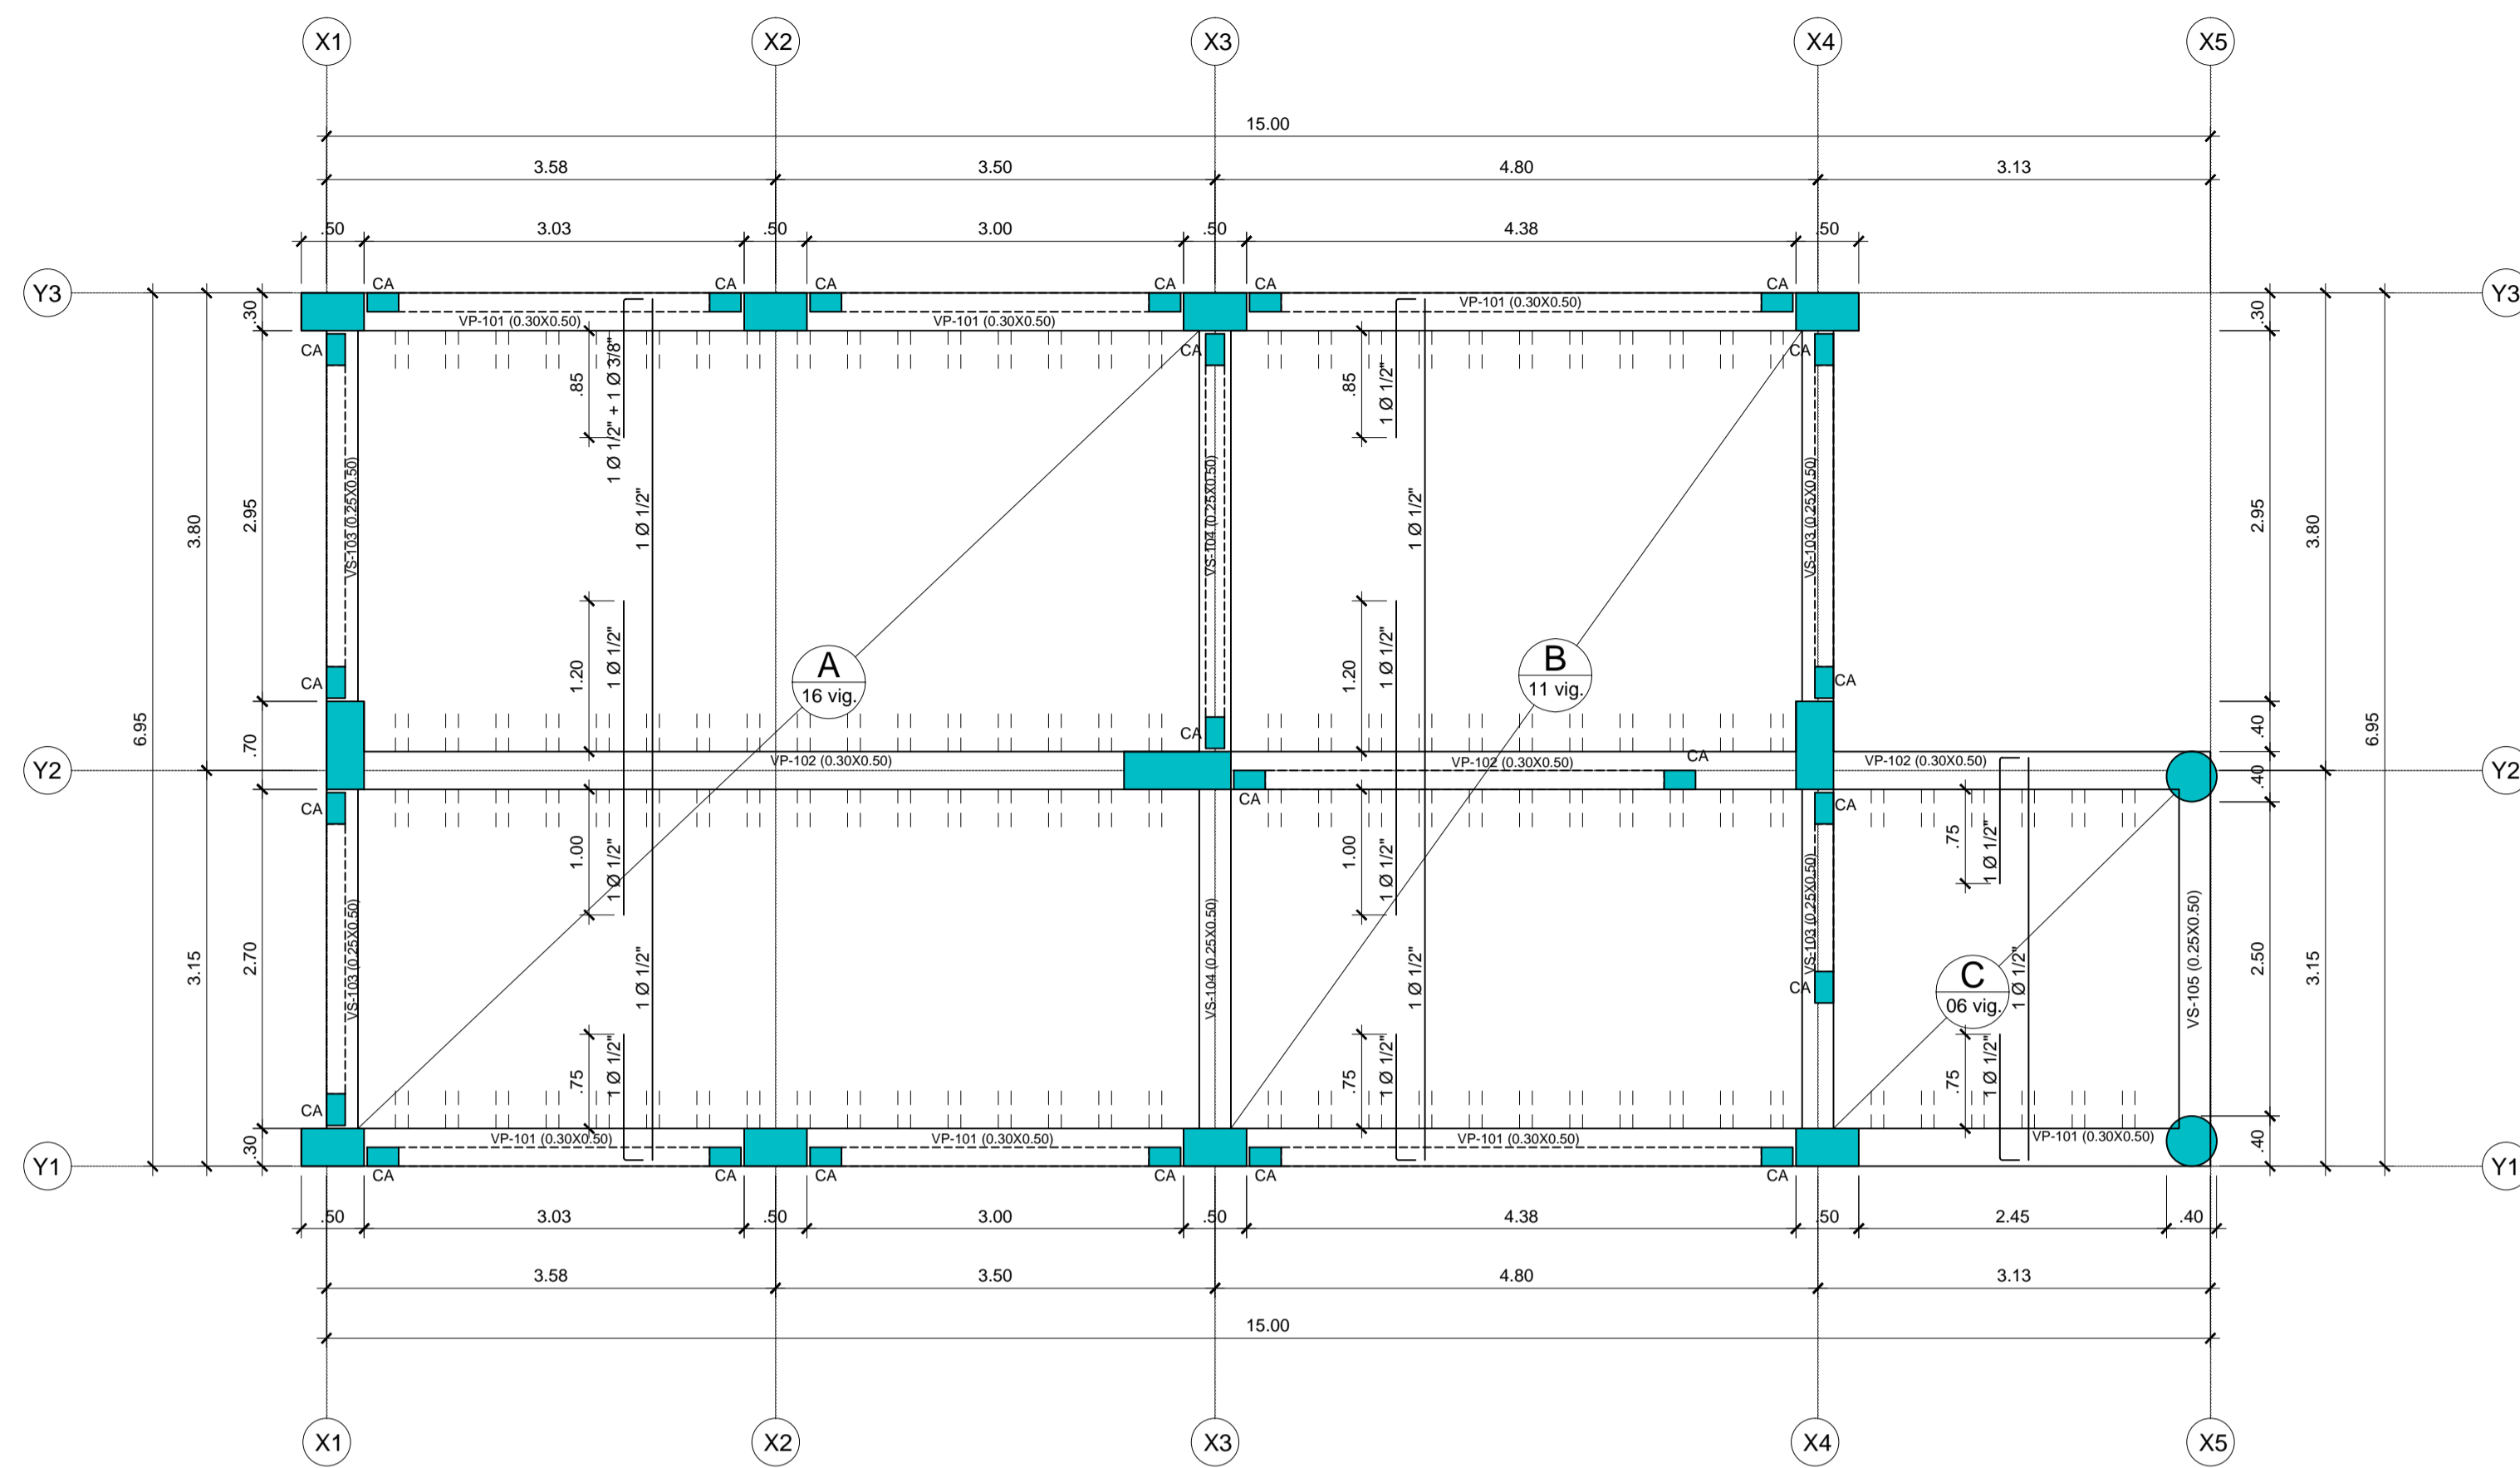 X1 X2 X3 X4 X5
15.00
3.58 3.50 4.80 3.13
.50 3.03 .50 3.00 .50 4.38 .50
CA CA CA CA CA CA
Y3 Y3
VP-101 (0.30X0.50) VP-101 (0.30X0.50) VP-101 (0.30X0.50)
.30 .30
CA CA CA
.85 .85
1 Ø 1/2" + 1 Ø 3/8" 1 Ø 1/2"
VS-103 (0.25X0.50) VS-104 (0.25X0.50) VS-103 (0.25X0.50)
1 Ø 1/2" 1 Ø 1/2"
3.80 2.95 2.95 3.80
1.20 1 Ø 1/2" 1.20 1 Ø 1/2"
A
16 vig.
B
11 vig.
CA CA
6.95 6.95
.70 .40
CA CA
VP-102 (0.30X0.50) VP-102 (0.30X0.50) VP-102 (0.30X0.50)
Y2 Y2
.40
CA CA CA
1.00 1 Ø 1/2" 1.00 1 Ø 1/2" .75 1 Ø 1/2"
VS-103 (0.25X0.50) VS-104 (0.25X0.50) VS-103 (0.25X0.50) VS-105 (0.25X0.50)
3.15 2.70 2.50 3.15
1 Ø 1/2" 1 Ø 1/2" 1 Ø 1/2"
C
06 vig.
CA
.75 1 Ø 1/2" .75 1 Ø 1/2" .75 1 Ø 1/2"
CA
VP-101 (0.30X0.50) VP-101 (0.30X0.50) VP-101 (0.30X0.50) VP-101 (0.30X0.50)
.30 .40
Y1 Y1
CA CA CA CA CA CA
.50 3.03 .50 3.00 .50 4.38 .50 2.45 .40
3.58 3.50 4.80 3.13
15.00
X1 X2 X3 X4 X5